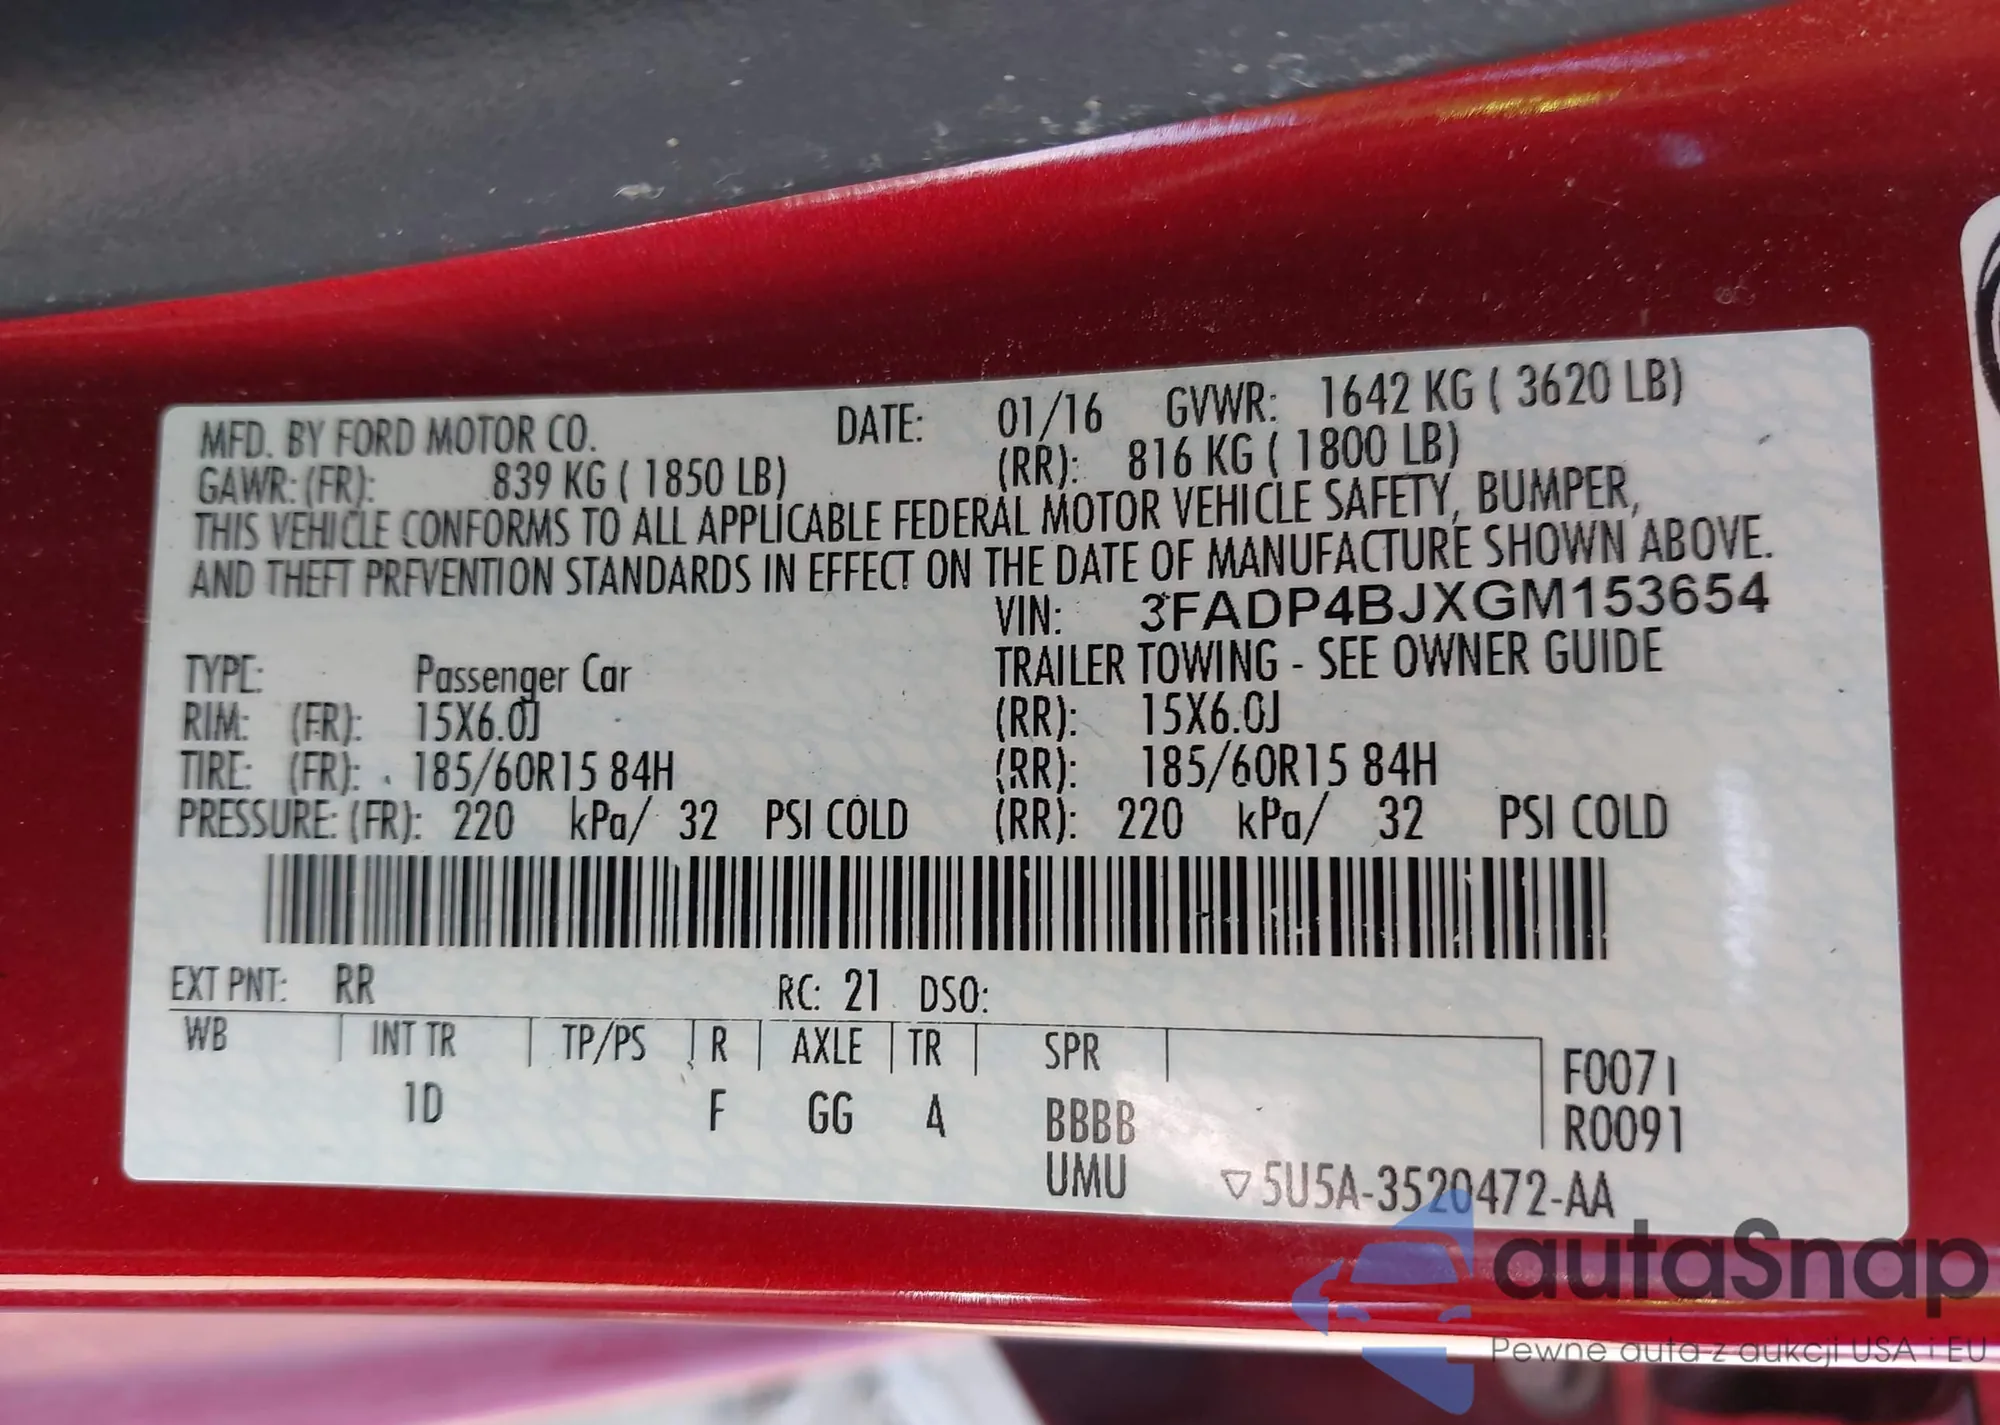 MFD. BY FORD MOTOR CO. DATE: 01/16 GVWR: 1642 KG ( 3620 LB)
GAWR: (FR): 839 KG ( 1850 LB) (RR): 816 KG ( 1800 LB)
THIS VEHICLE CONFORMS TO ALL APPLICABLE FEDERAL MOTOR VEHICLE SAFETY, BUMPER,
AND THEFT PREVENTION STANDARDS IN EFFECT ON THE DATE OF MANUFACTURE SHOWN ABOVE.
VIN: 3FADP4BJXGM153654
TYPE: Passenger Car TRAILER TOWING - SEE OWNER GUIDE
RIM: (FR): 15X6.0J (RR): 15X6.0J
TIRE: (FR): 185/60R15 84H (RR): 185/60R15 84H
PRESSURE: (FR): 220 kPa/ 32 PSI COLD (RR): 220 kPa/ 32 PSI COLD
EXT PNT: RR RC: 21 DSO:
WB INT TR TP/PS R AXLE TR SPR F0071
1D F GG 4 BBBB R0091
UMU ▽5U5A-3520472-AA
autaSnap
Pewne auta z aukcji USA i EU